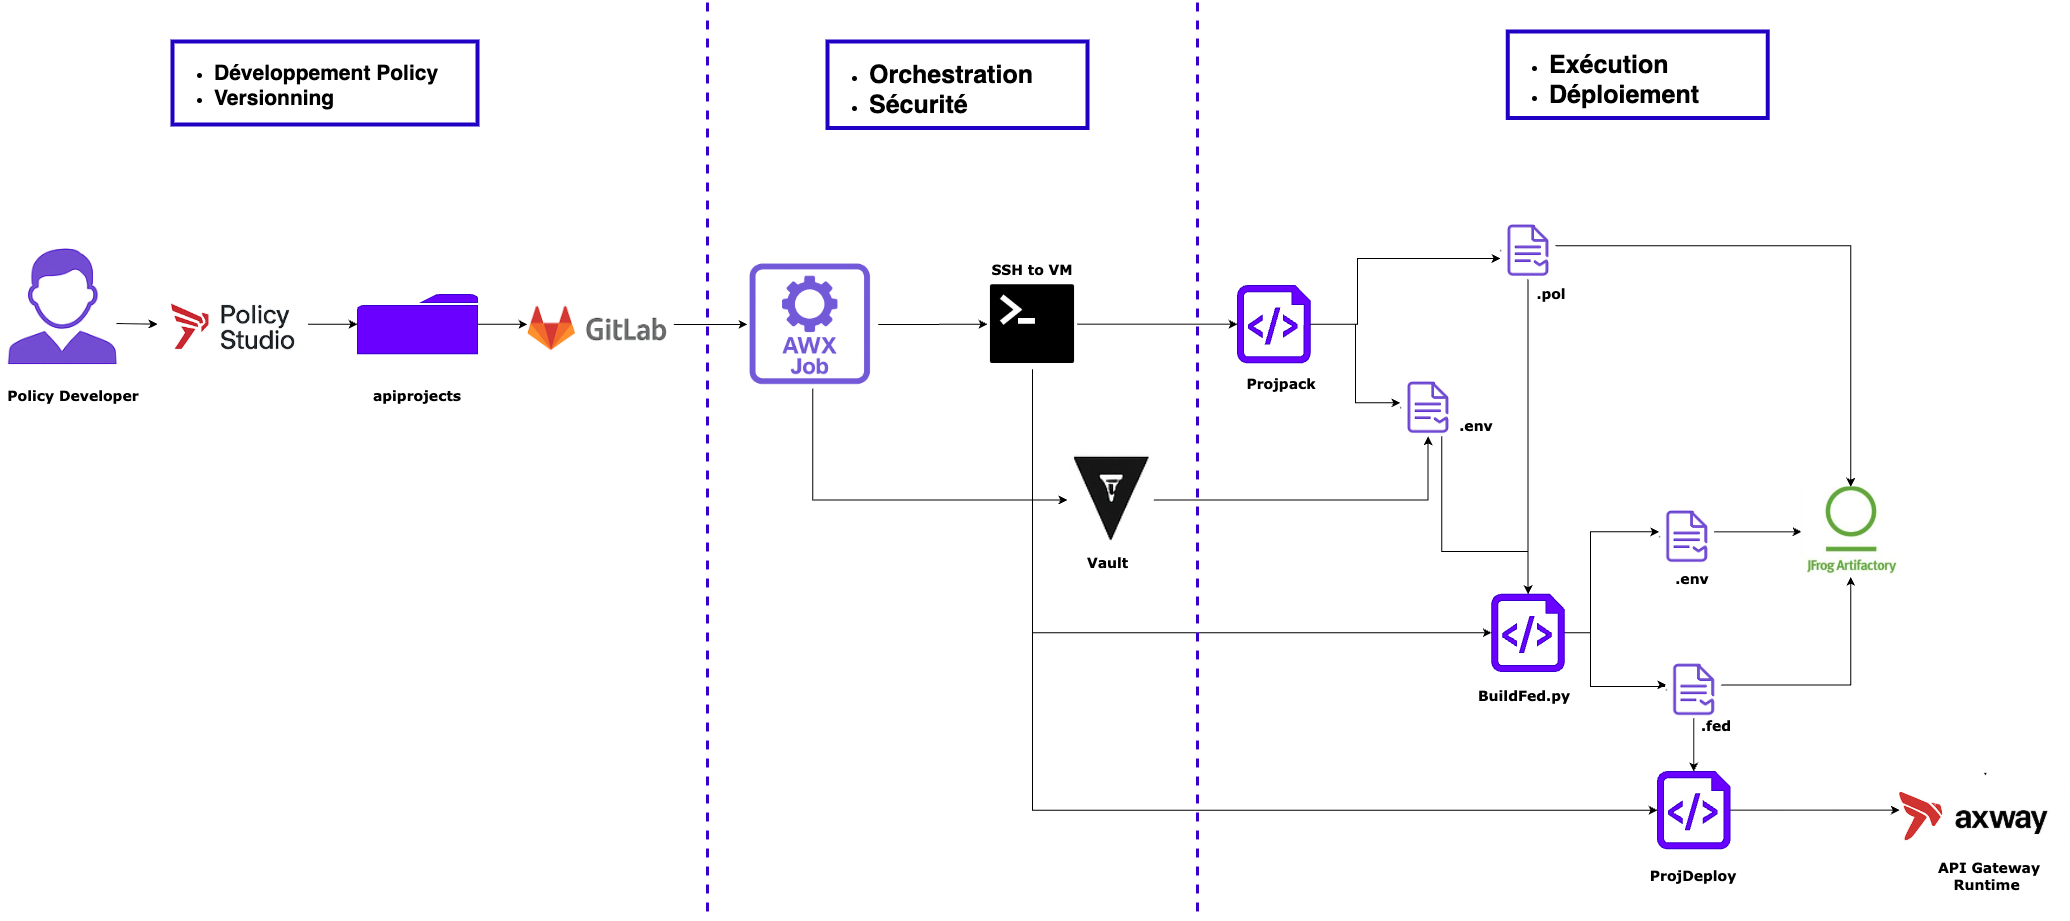 Développement Policy
Versionning
Orchestration
Sécurité
Exécution
Déploiement
Policy Developer
Policy
Studio
apiprojects
GitLab
AWX
Job
SSH to VM
Vault
Projpack
.pol
.env
JFrog Artifactory
.env
BuildFed.py
.fed
ProjDeploy
axway
API Gateway
Runtime